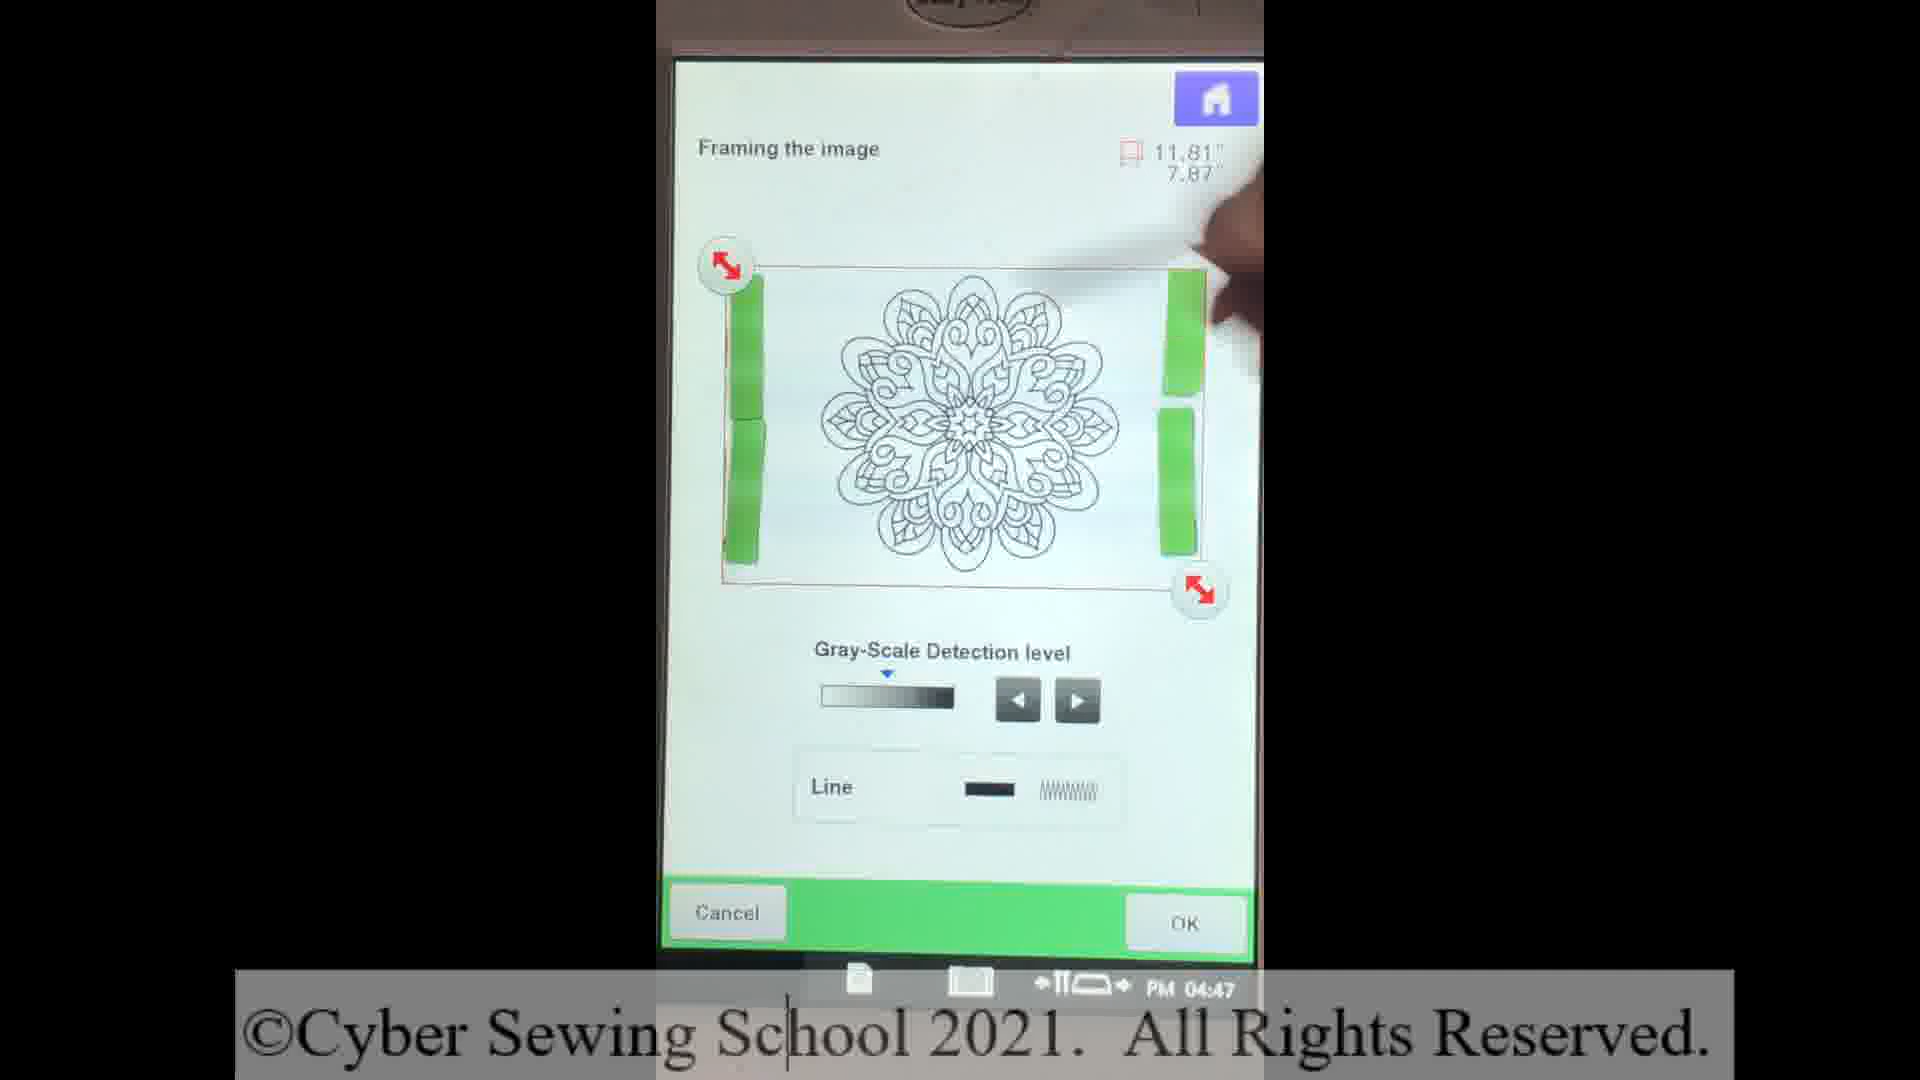 Framing the image
11.81"
7.87"
Gray-Scale Detection level
Line
Cancel
OK
PM 04:47
©Cyber Sewing School 2021. All Rights Reserved.